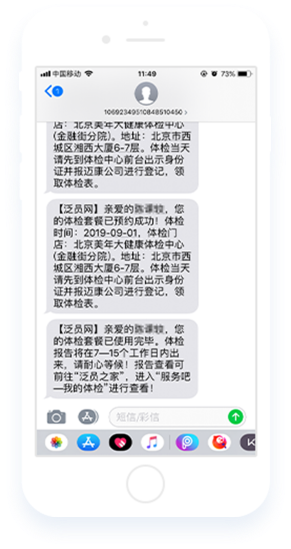 中国移动
11:49
73%
1
10692349510848510450 >
店：北京美年大健康体检中心
(金融街分院)。地址：北京市西
城区湘西大厦6-7层。体检当天
请先到体检中心前台出示身份
证并报迈康公司进行登记，领
取体检表。
【泛员网】亲爱的，您
的体检套餐已预约成功！体检
时间：2019-09-01，体检门
店：北京美年大健康体检中心
(金融街分院)。地址：北京市西
城区湘西大厦6-7层。体检当天
请先到体检中心前台出示身份
证并报迈康公司进行登记，领
取体检表。
【泛员网】亲爱的，您
的体检套餐已使用完毕。体检
报告将在7—15个工作日内出
来，请耐心等候！报告查看可
前往“泛员之家”，进入“服务吧
—我的体检”进行查看！
短信/彩信